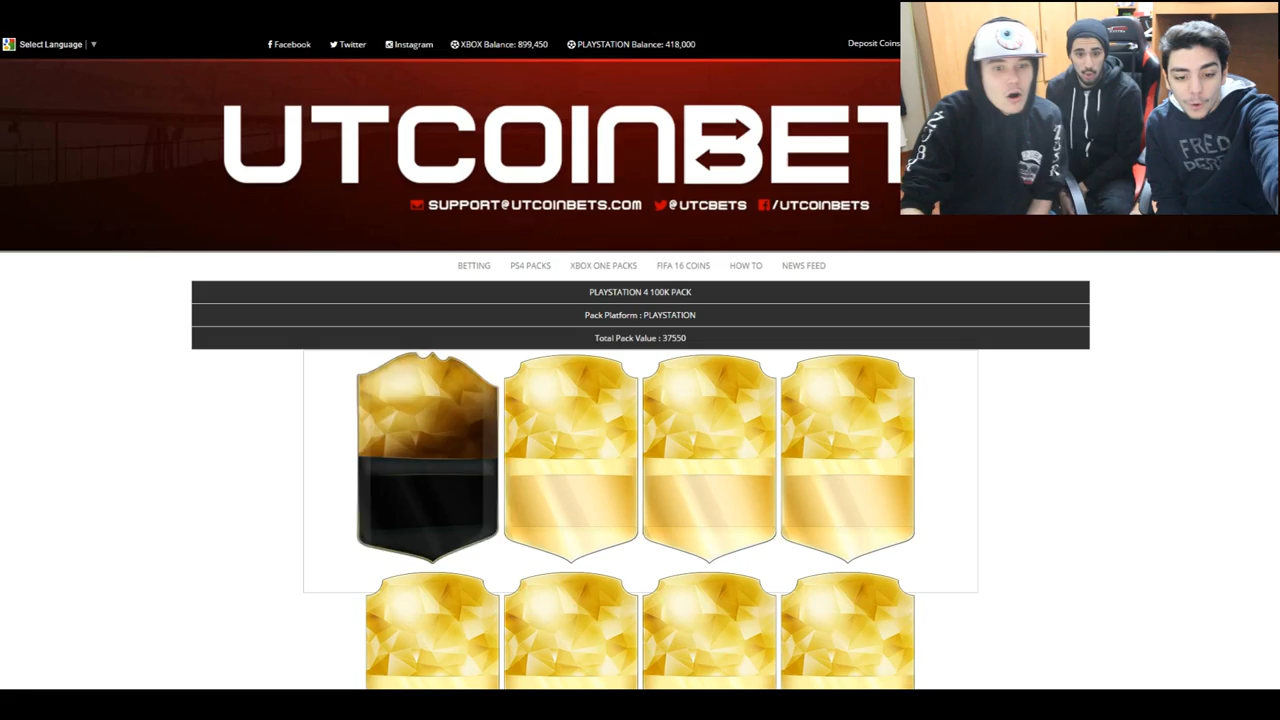 Select Language
Facebook Twitter Instagram XBOX Balance: 899,450 PLAYSTATION Balance: 418,000 Deposit Coins
UTCOINBET
SUPPORT@UTCOINBETS.COM @UTCBETS /UTCOINBETS
BETTING PS4 PACKS XBOX ONE PACKS FIFA 16 COINS HOW TO NEWS FEED
PLAYSTATION 4 100K PACK
Pack Platform : PLAYSTATION
Total Pack Value : 37550
FRED